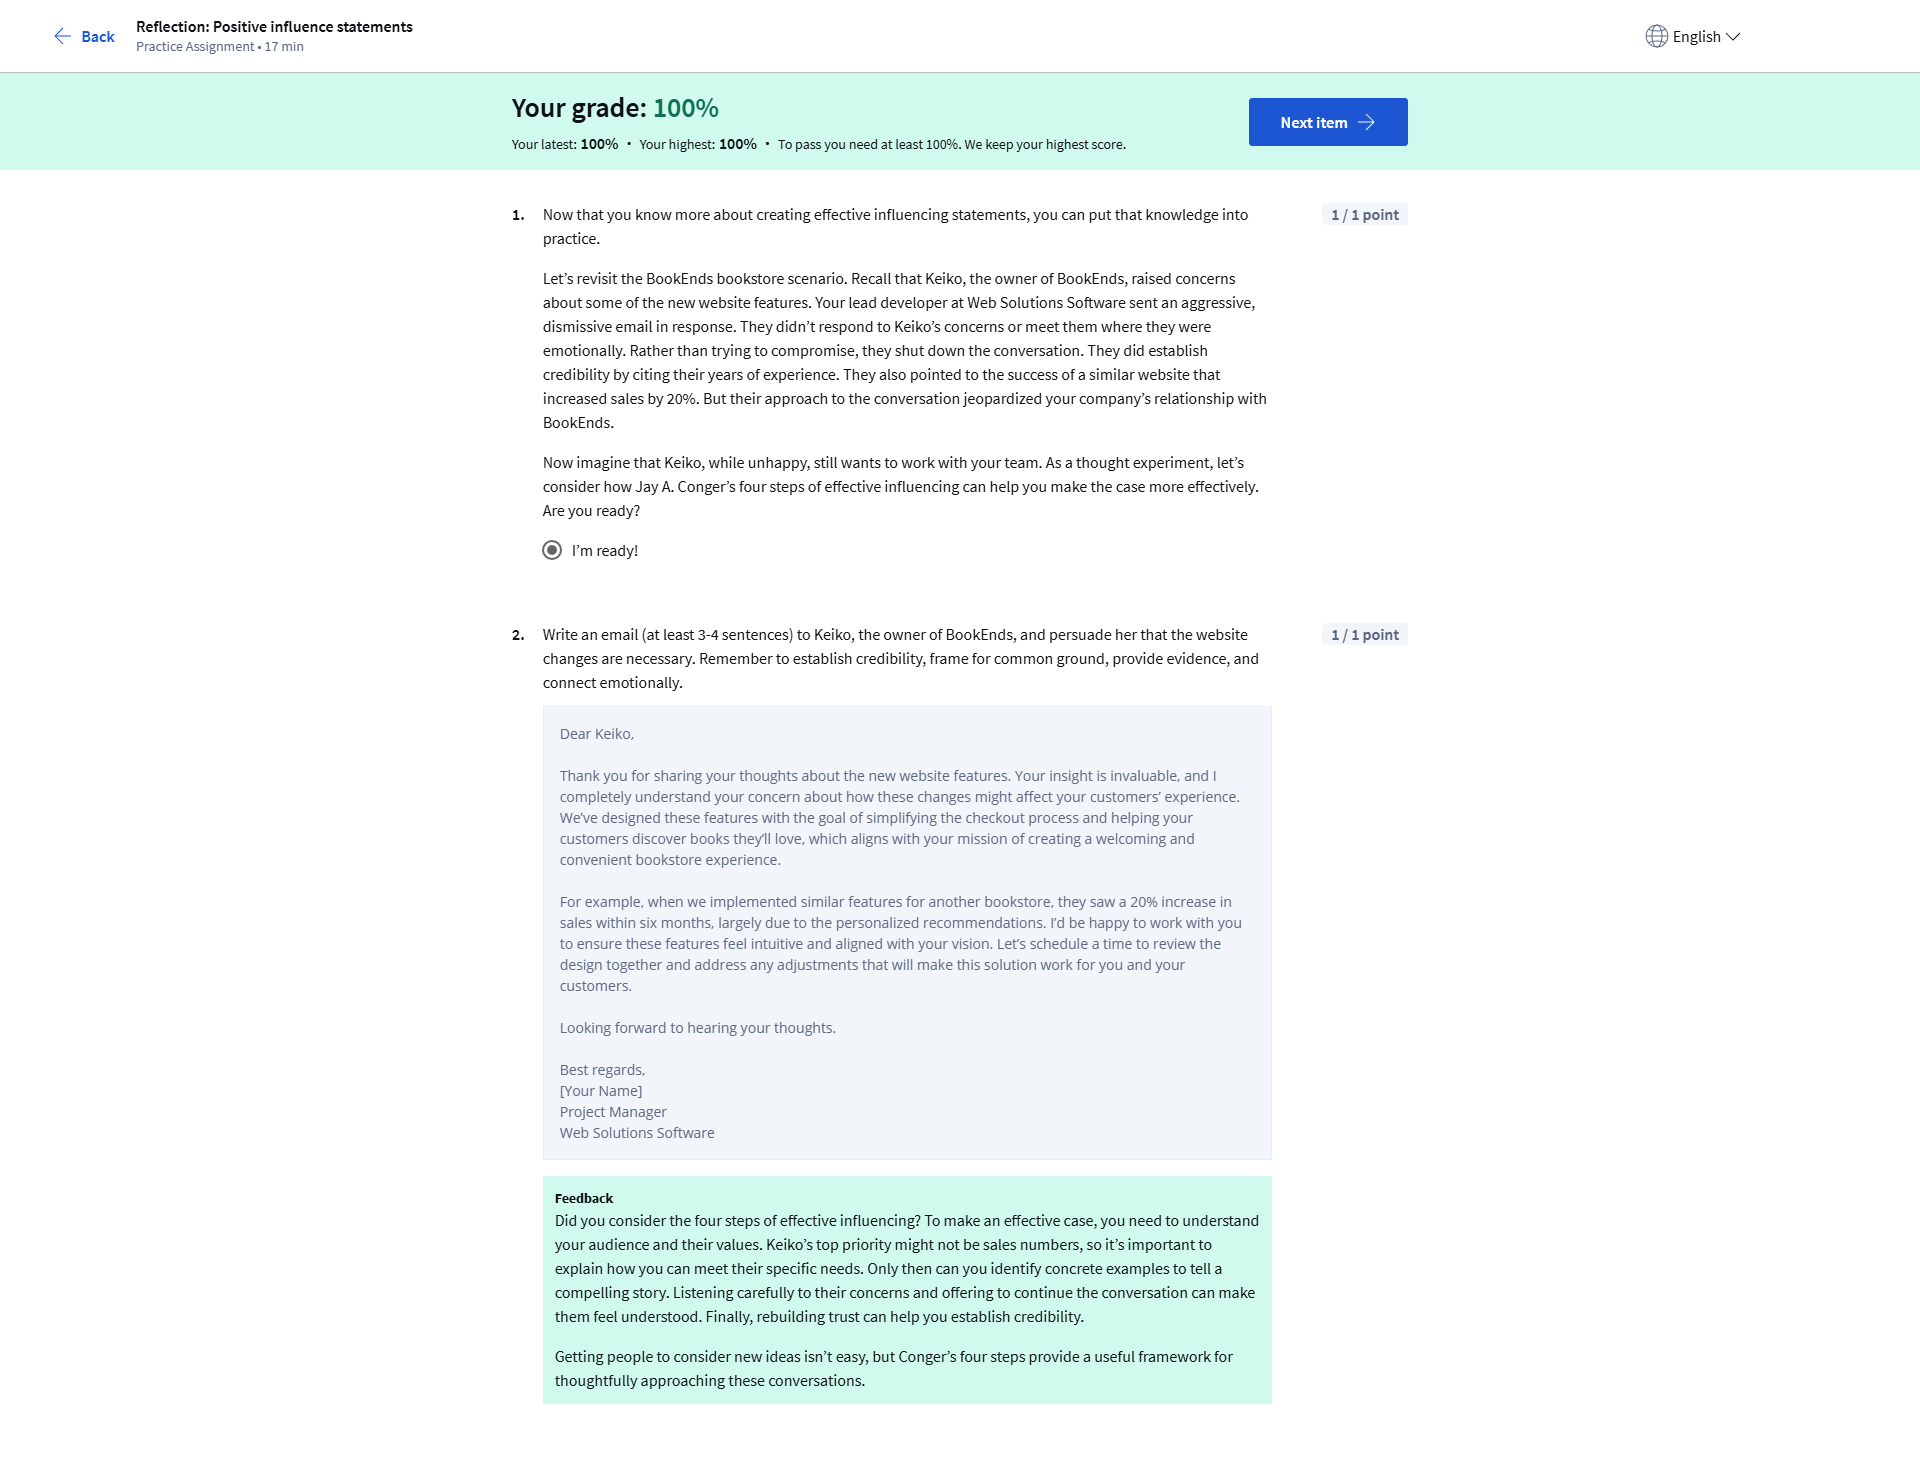 Back
Reflection: Positive influence statements
Practice Assignment • 17 min
English
Your grade: 100%
Your latest: 100% • Your highest: 100% • To pass you need at least 100%. We keep your highest score.
Next item
1. Now that you know more about creating effective influencing statements, you can put that knowledge into
practice.
1 / 1 point
Let’s revisit the BookEnds bookstore scenario. Recall that Keiko, the owner of BookEnds, raised concerns
about some of the new website features. Your lead developer at Web Solutions Software sent an aggressive,
dismissive email in response. They didn’t respond to Keiko’s concerns or meet them where they were
emotionally. Rather than trying to compromise, they shut down the conversation. They did establish
credibility by citing their years of experience. They also pointed to the success of a similar website that
increased sales by 20%. But their approach to the conversation jeopardized your company’s relationship with
BookEnds.
Now imagine that Keiko, while unhappy, still wants to work with your team. As a thought experiment, let’s
consider how Jay A. Conger’s four steps of effective influencing can help you make the case more effectively.
Are you ready?
I’m ready!
2. Write an email (at least 3-4 sentences) to Keiko, the owner of BookEnds, and persuade her that the website
changes are necessary. Remember to establish credibility, frame for common ground, provide evidence, and
connect emotionally.
1 / 1 point
Dear Keiko,
Thank you for sharing your thoughts about the new website features. Your insight is invaluable, and I
completely understand your concern about how these changes might affect your customers’ experience.
We’ve designed these features with the goal of simplifying the checkout process and helping your
customers discover books they’ll love, which aligns with your mission of creating a welcoming and
convenient bookstore experience.
For example, when we implemented similar features for another bookstore, they saw a 20% increase in
sales within six months, largely due to the personalized recommendations. I’d be happy to work with you
to ensure these features feel intuitive and aligned with your vision. Let’s schedule a time to review the
design together and address any adjustments that will make this solution work for you and your
customers.
Looking forward to hearing your thoughts.
Best regards,
[Your Name]
Project Manager
Web Solutions Software
Feedback
Did you consider the four steps of effective influencing? To make an effective case, you need to understand
your audience and their values. Keiko’s top priority might not be sales numbers, so it’s important to
explain how you can meet their specific needs. Only then can you identify concrete examples to tell a
compelling story. Listening carefully to their concerns and offering to continue the conversation can make
them feel understood. Finally, rebuilding trust can help you establish credibility.
Getting people to consider new ideas isn’t easy, but Conger’s four steps provide a useful framework for
thoughtfully approaching these conversations.